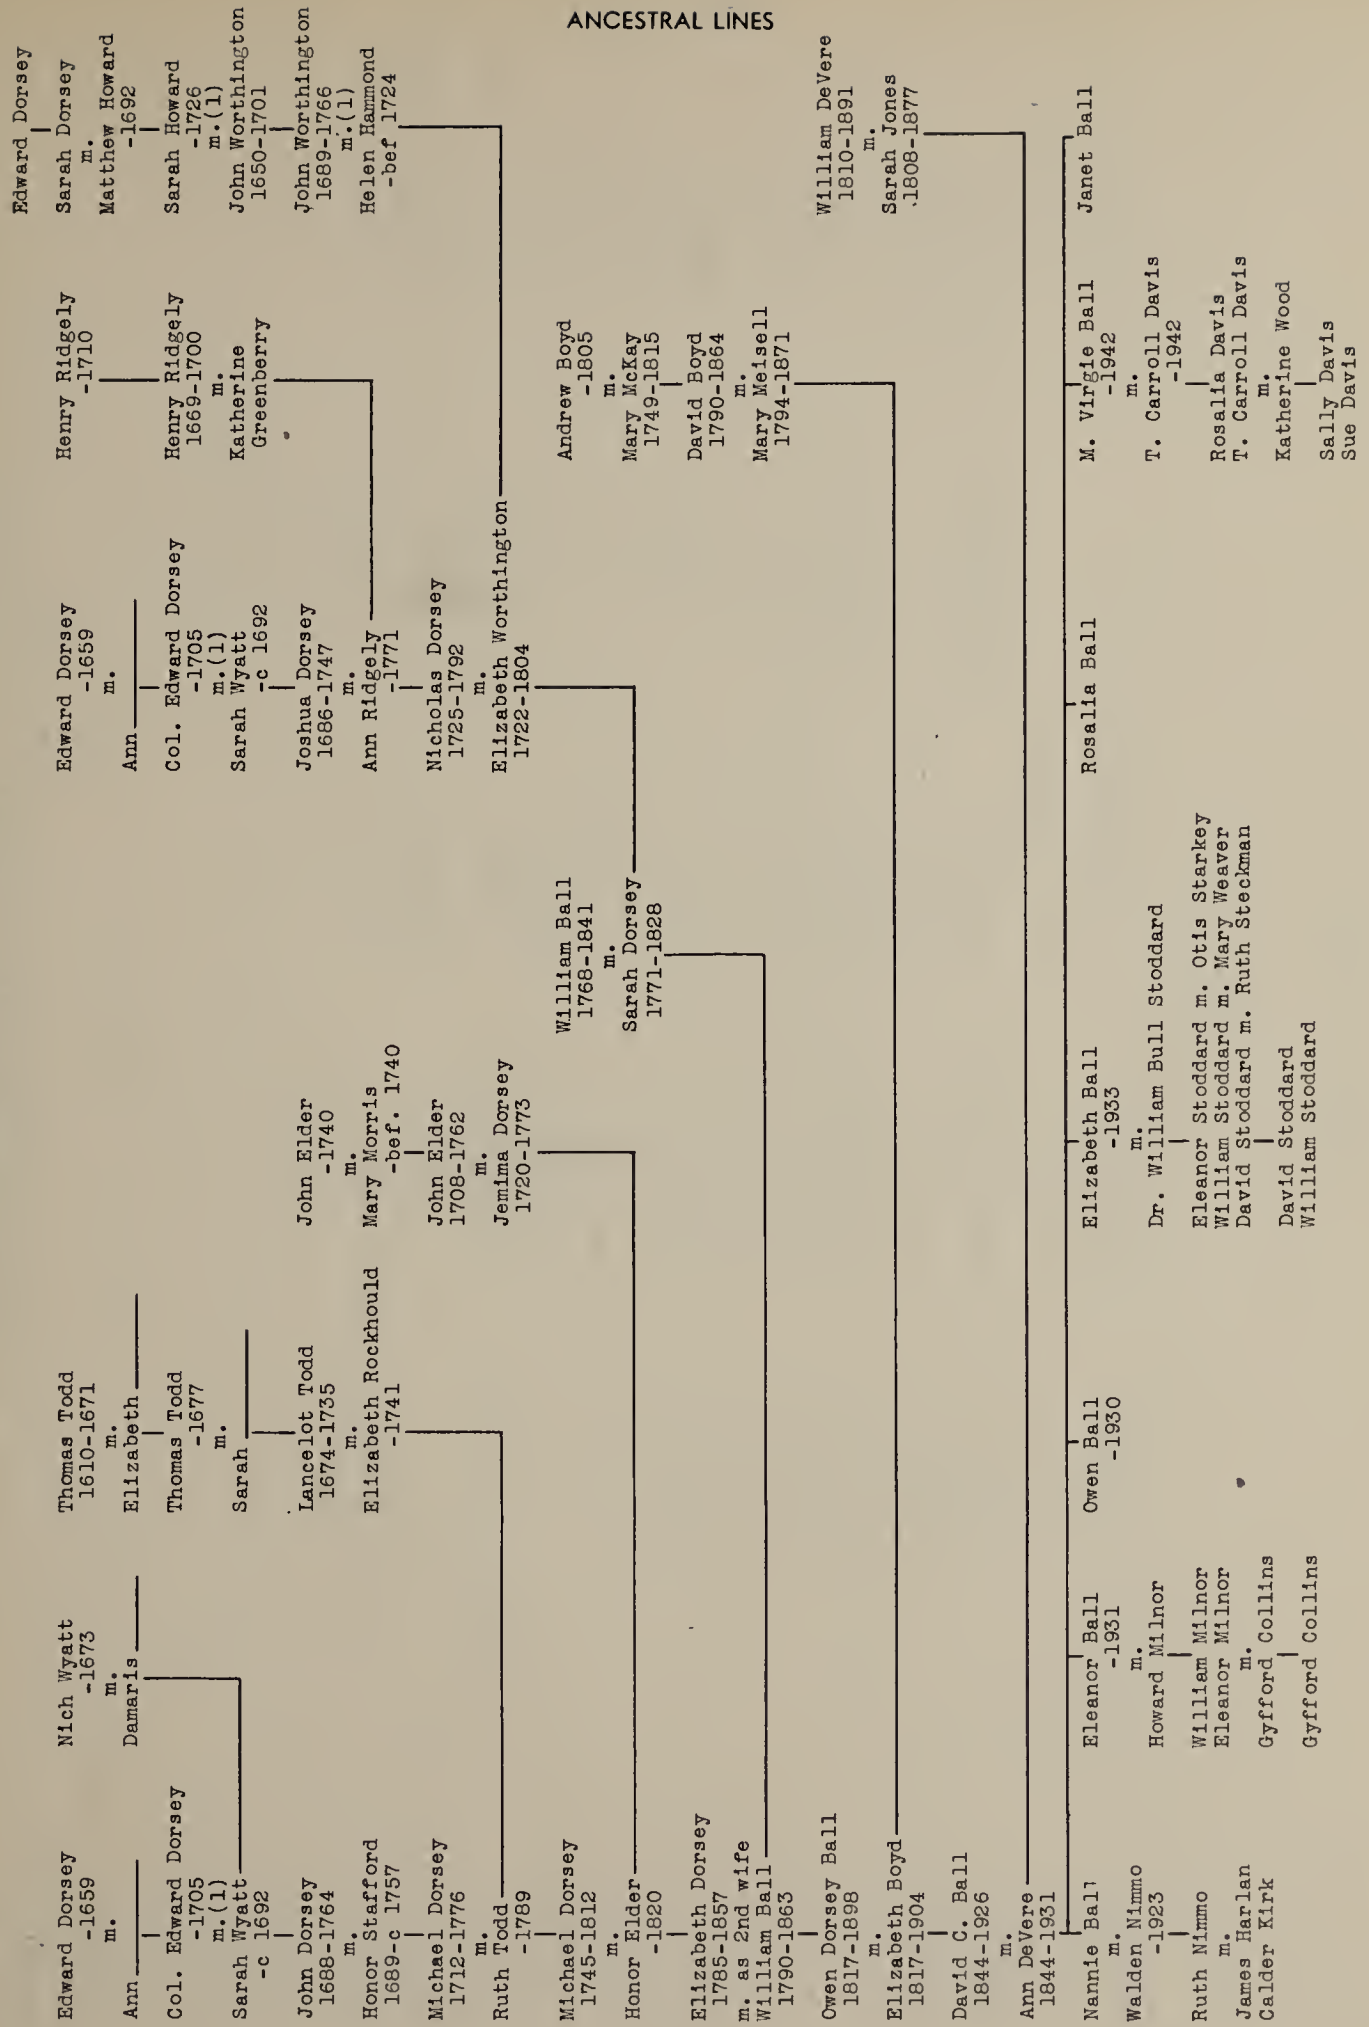 ANCESTRAL LINES
Edward Dorsey
-1659
m.
Ann
Col. Edward Dorsey
-1705
m.(1)
Sarah Wyatt
-c 1692
John Dorsey
1688-1764
m.
Honor Stafford
1689-c 1757
Michael Dorsey
1712-1776
m.
Ruth Todd
-1789
Michael Dorsey
1745-1812
m.
Honor Elder
-1820
Elizabeth Dorsey
1785-1857
m. as 2nd wife
William Ball
1790-1863
Owen Dorsey Ball
1817-1898
m.
Elizabeth Boyd
1817-1904
David C. Ball
1844-1926
m.
Ann DeVere
1844-1931
Nannie Ball
m.
Walden Nimmo
-1923
Ruth Nimmo
m.
James Harlan
Calder Kirk
Nich Wyatt
-1673
m.
Damaris
Eleanor Ball
-1931
m.
Howard Milnor
William Milnor
Eleanor Milnor
m.
Gyfford Collins
Gyfford Collins
Thomas Todd
1610-1671
m.
Elizabeth
Thomas Todd
-1677
m.
Sarah
Lancelot Todd
1674-1735
m.
Elizabeth Rockhould
-1741
Owen Ball
-1930
John Elder
-1740
m.
Mary Morris
-bef. 1740
John Elder
1708-1762
m.
Jemima Dorsey
1720-1773
Elizabeth Ball
-1933
m.
Dr. William Bull Stoddard
Eleanor Stoddard m. Otis Starkey
William Stoddard m. Mary Weaver
David Stoddard m. Ruth Steckman
David Stoddard
William Stoddard
William Ball
1768-1841
m.
Sarah Dorsey
1771-1828
Edward Dorsey
-1659
m.
Ann
Col. Edward Dorsey
-1705
m.(1)
Sarah Wyatt
-c 1692
Joshua Dorsey
1686-1747
m.
Ann Ridgely
-1771
Nicholas Dorsey
1725-1792
m.
Elizabeth Worthington
1722-1804
Rosalia Ball
Henry Ridgely
-1710
Henry Ridgely
1669-1700
m.
Katherine
Greenberry
Andrew Boyd
-1805
m.
Mary McKay
1749-1815
David Boyd
1790-1864
m.
Mary Meisell
1794-1871
M. Virgie Ball
-1942
m.
T. Carroll Davis
-1942
Rosalia Davis
T. Carroll Davis
m.
Katherine Wood
Sally Davis
Sue Davis
Edward Dorsey
Sarah Dorsey
m.
Matthew Howard
-1692
Sarah Howard
-1726
m.(1)
John Worthington
1650-1701
John Worthington
1689-1766
m.(1)
Helen Hammond
-bef 1724
William DeVere
1810-1891
m.
Sarah Jones
1808-1877
Janet Ball